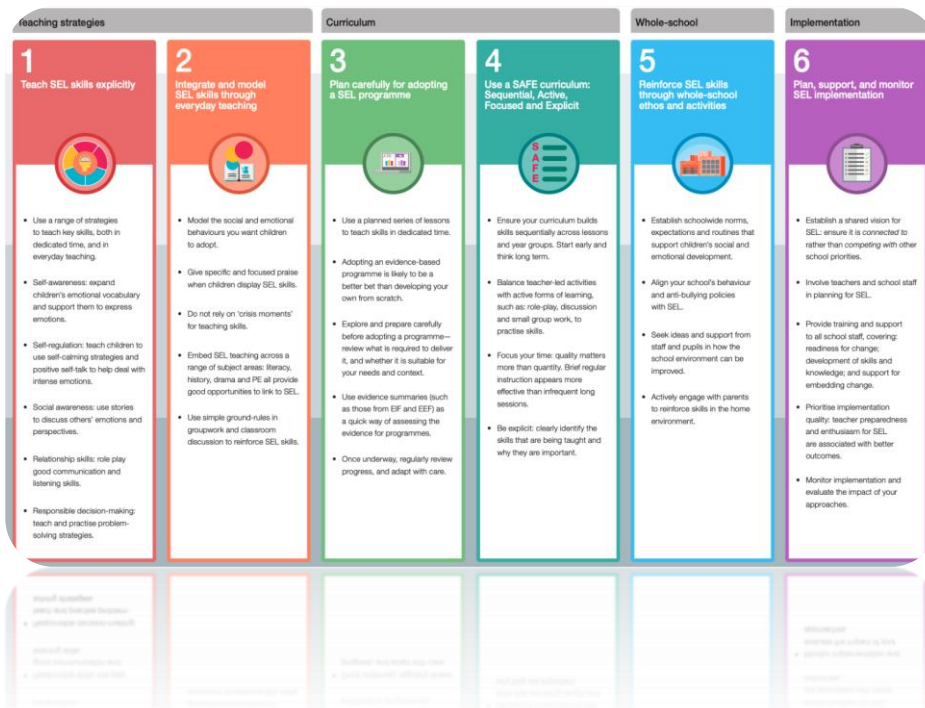 Teaching strategies
Curriculum
Whole-school
Implementation
1
Teach SEL skills explicitly
• Use a range of strategies
to teach key skills, both in
dedicated time, and in
everyday teaching.
• Self-awareness: expand
children's emotional vocabulary
and support them to express
emotions.
• Self-regulation: teach children to
use self-calming strategies and
positive self-talk to help deal with
intense emotions.
• Social awareness: use stories
to discuss others' emotions and
perspectives.
• Relationship skills: role play
good communication and
listening skills.
• Responsible decision-making:
teach and practise problem-
solving strategies.
2
Integrate and model
SEL skills through
everyday teaching
• Model the social and emotional
behaviours you want children
to adopt.
• Give specific and focused praise
when children display SEL skills.
• Do not rely on 'crisis moments'
for teaching skills.
• Embed SEL teaching across a
range of subject areas: literacy,
history, drama and PE all provide
good opportunities to link to SEL.
• Use simple ground-rules in
groupwork and classroom
discussion to reinforce SEL skills.
3
Plan carefully for adopting
a SEL programme
• Use a planned series of lessons
to teach skills in dedicated time.
• Adopting an evidence-based
programme is likely to be a
better bet than developing your
own from scratch.
• Explore and prepare carefully
before adopting a programme—
review what is required to deliver
it, and whether it is suitable for
your needs and context.
• Use evidence summaries (such
as those from EIF and EEF) as
a quick way of assessing the
evidence for programmes.
• Once underway, regularly review
progress, and adapt with care.
4
Use a SAFE curriculum:
Sequential, Active,
Focused and Explicit
S
A
F
E
• Ensure your curriculum builds
skills sequentially across lessons
and year groups. Start early and
think long term.
• Balance teacher-led activities
with active forms of learning,
such as: role-play, discussion
and small group work, to
practise skills.
• Focus your time: quality matters
more than quantity. Brief regular
instruction appears more
effective than infrequent long
sessions.
• Be explicit: clearly identify the
skills that are being taught and
why they are important.
5
Reinforce SEL skills
through whole-school
ethos and activities
• Establish schoolwide norms,
expectations and routines that
support children's social and
emotional development.
• Align your school's behaviour
and anti-bullying policies
with SEL.
• Seek ideas and support from
staff and pupils in how the
school environment can be
improved.
• Actively engage with parents
to reinforce skills in the home
environment.
6
Plan, support, and monitor
SEL implementation
• Establish a shared vision for
SEL: ensure it is connected to
rather than competing with other
school priorities.
• Involve teachers and school staff
in planning for SEL.
• Provide training and support
to all school staff, covering:
readiness for change;
development of skills and
knowledge; and support for
embedding change.
• Prioritise implementation
quality: teacher preparedness
and enthusiasm for SEL
are associated with better
outcomes.
• Monitor implementation and
evaluate the impact of your
approaches.